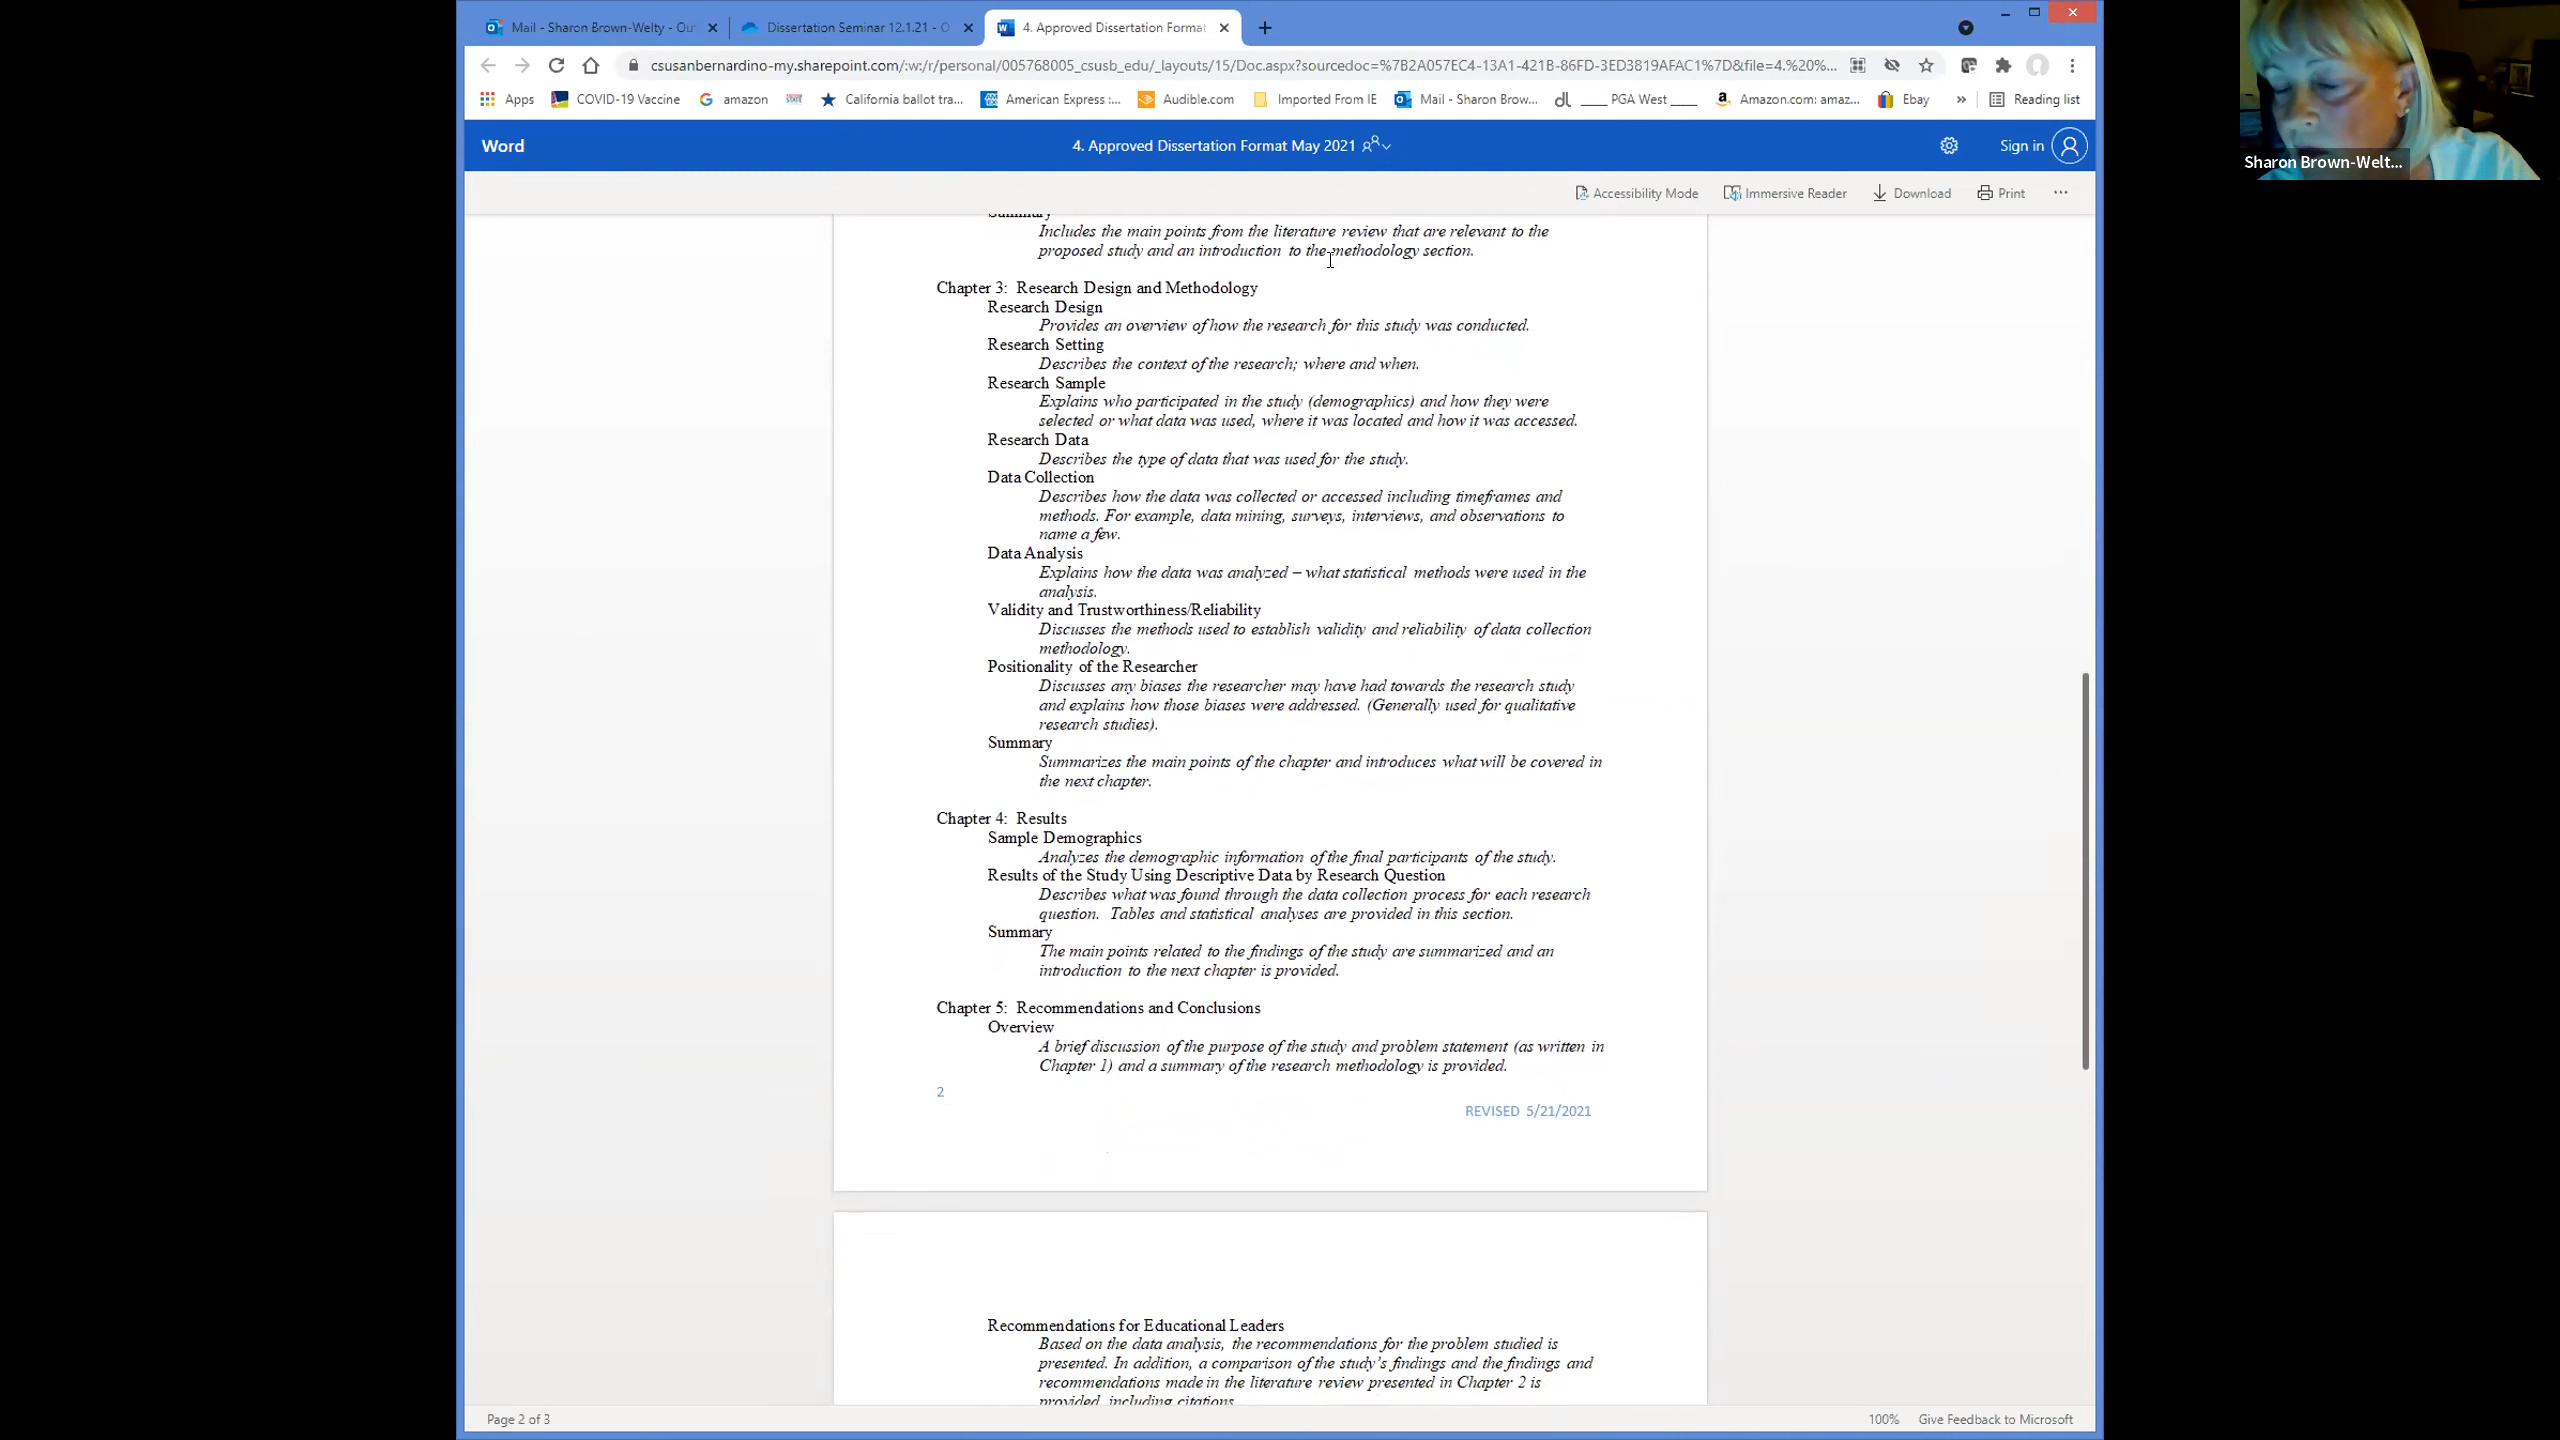 Mail - Sharon Brown-Welty - Ou
Dissertation Seminar 12.1.21 - O
4. Approved Dissertation Format
csusanbernardino-my.sharepoint.com/:w:/r/personal/005768005_csusb_edu/_layouts/15/Doc.aspx?sourcedoc=%7B2A057EC4-13A1-421B-86FD-3ED3819AFAC1%7D&file=4.%20%...
Apps
COVID-19 Vaccine
amazon
California ballot tra...
American Express :...
Audible.com
Imported From IE
Mail - Sharon Brow...
____ PGA West ____
Amazon.com: amaz...
Ebay
»
Reading list
Word
4. Approved Dissertation Format May 2021
Sign in
Accessibility Mode
Immersive Reader
Download
Print
...
Sharon Brown-Welt...
Summary
Includes the main points from the literature review that are relevant to the
proposed study and an introduction to the methodology section.
Chapter 3: Research Design and Methodology
Research Design
Provides an overview of how the research for this study was conducted.
Research Setting
Describes the context of the research; where and when.
Research Sample
Explains who participated in the study (demographics) and how they were
selected or what data was used, where it was located and how it was accessed.
Research Data
Describes the type of data that was used for the study.
Data Collection
Describes how the data was collected or accessed including timeframes and
methods. For example, data mining, surveys, interviews, and observations to
name a few.
Data Analysis
Explains how the data was analyzed – what statistical methods were used in the
analysis.
Validity and Trustworthiness/Reliability
Discusses the methods used to establish validity and reliability of data collection
methodology.
Positionality of the Researcher
Discusses any biases the researcher may have had towards the research study
and explains how those biases were addressed. (Generally used for qualitative
research studies).
Summary
Summarizes the main points of the chapter and introduces what will be covered in
the next chapter.
Chapter 4: Results
Sample Demographics
Analyzes the demographic information of the final participants of the study.
Results of the Study Using Descriptive Data by Research Question
Describes what was found through the data collection process for each research
question. Tables and statistical analyses are provided in this section.
Summary
The main points related to the findings of the study are summarized and an
introduction to the next chapter is provided.
Chapter 5: Recommendations and Conclusions
Overview
A brief discussion of the purpose of the study and problem statement (as written in
Chapter 1) and a summary of the research methodology is provided.
2
REVISED 5/21/2021
Recommendations for Educational Leaders
Based on the data analysis, the recommendations for the problem studied is
presented. In addition, a comparison of the study's findings and the findings and
recommendations made in the literature review presented in Chapter 2 is
provided, including citations.
Page 2 of 3
100%
Give Feedback to Microsoft